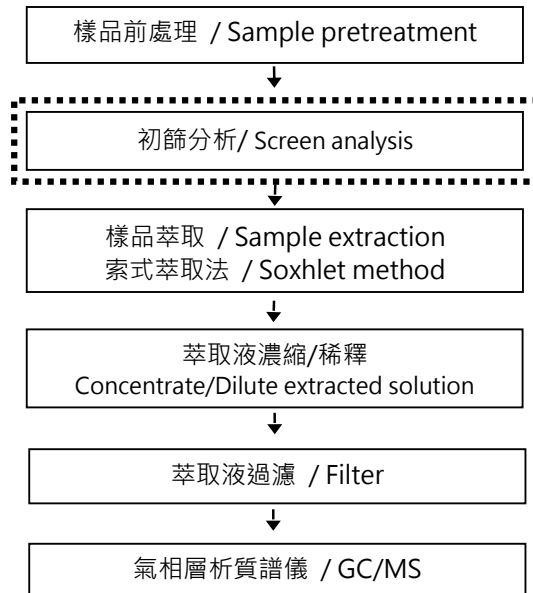 樣品前處理 / Sample pretreatment
初篩分析/ Screen analysis
樣品萃取 / Sample extraction
索式萃取法 / Soxhlet method
萃取液濃縮/稀釋
Concentrate/Dilute extracted solution
萃取液過濾 / Filter
氣相層析質譜儀 / GC/MS